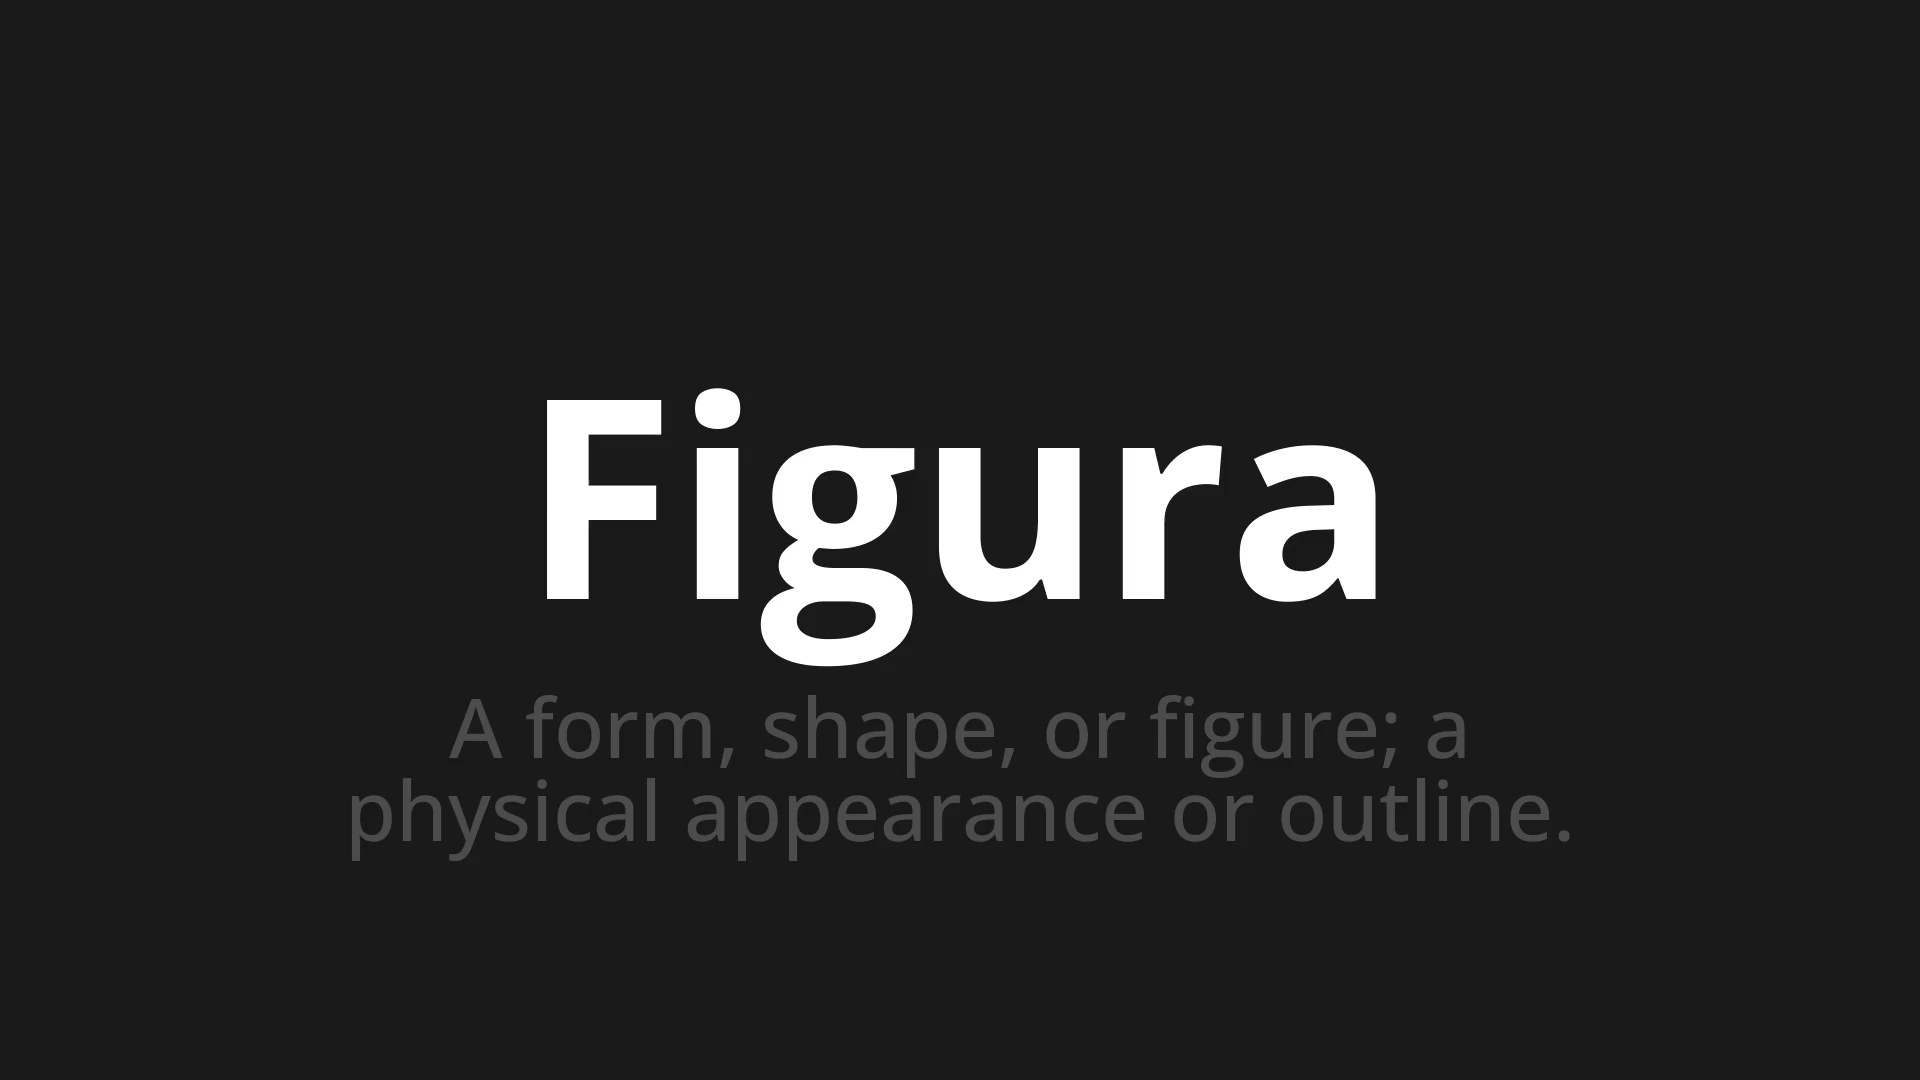 Figura
A form, shape, or figure; a
physical appearance or outline.